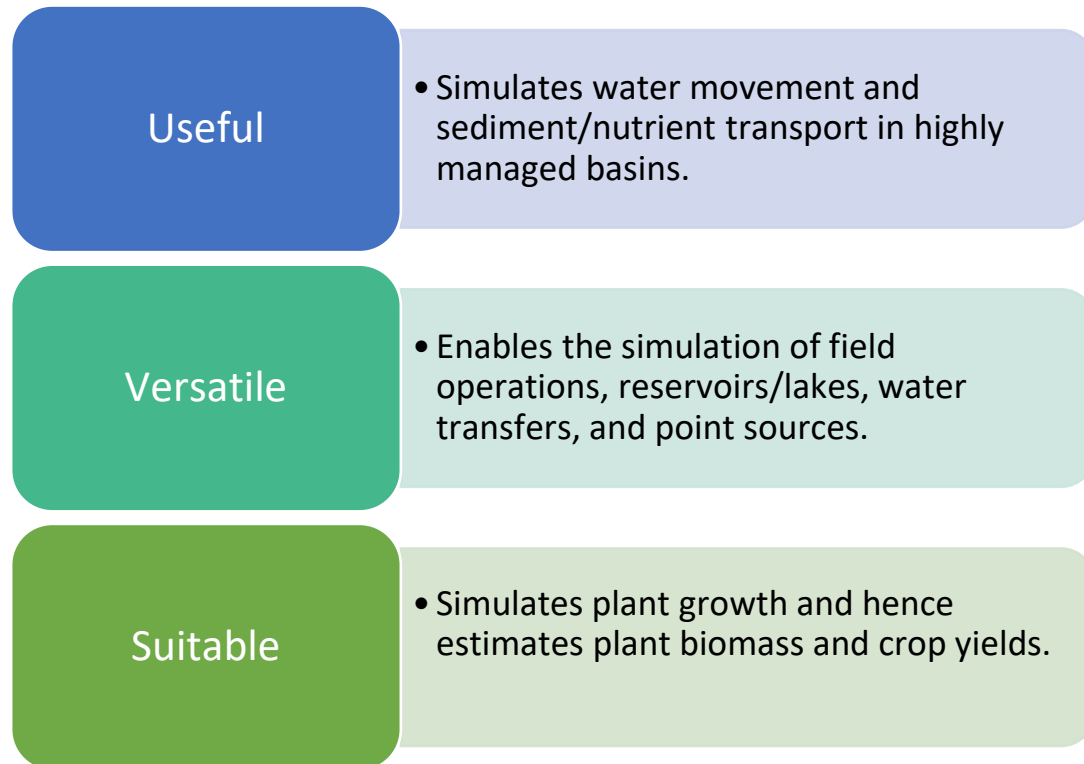 Useful
• Simulates water movement and
sediment/nutrient transport in highly
managed basins.
Versatile
• Enables the simulation of field
operations, reservoirs/lakes, water
transfers, and point sources.
Suitable
• Simulates plant growth and hence
estimates plant biomass and crop yields.